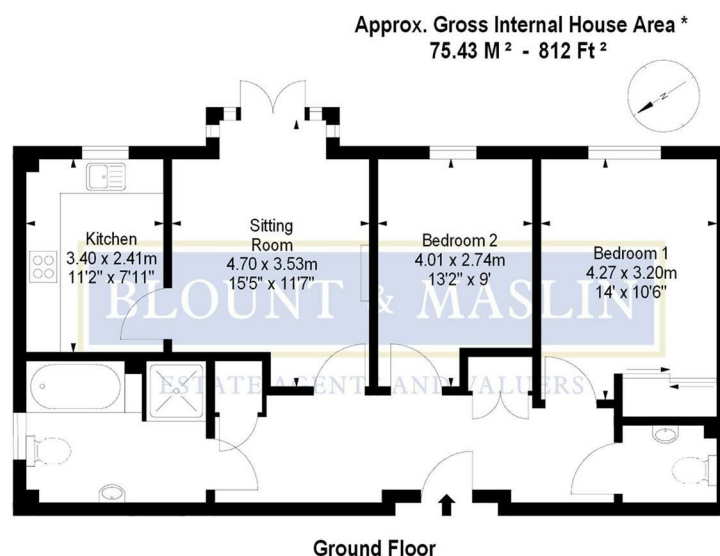 Approx. Gross Internal House Area *
75.43 M ² - 812 Ft ²
N
Kitchen
3.40 x 2.41m
11'2" x 7'11"
Sitting
Room
4.70 x 3.53m
15'5" x 11'7"
Bedroom 2
4.01 x 2.74m
13'2" x 9'
Bedroom 1
4.27 x 3.20m
14' x 10'6"
BLOUNT & MASLIN
ESTATE AGENTS AND VALUERS
Ground Floor